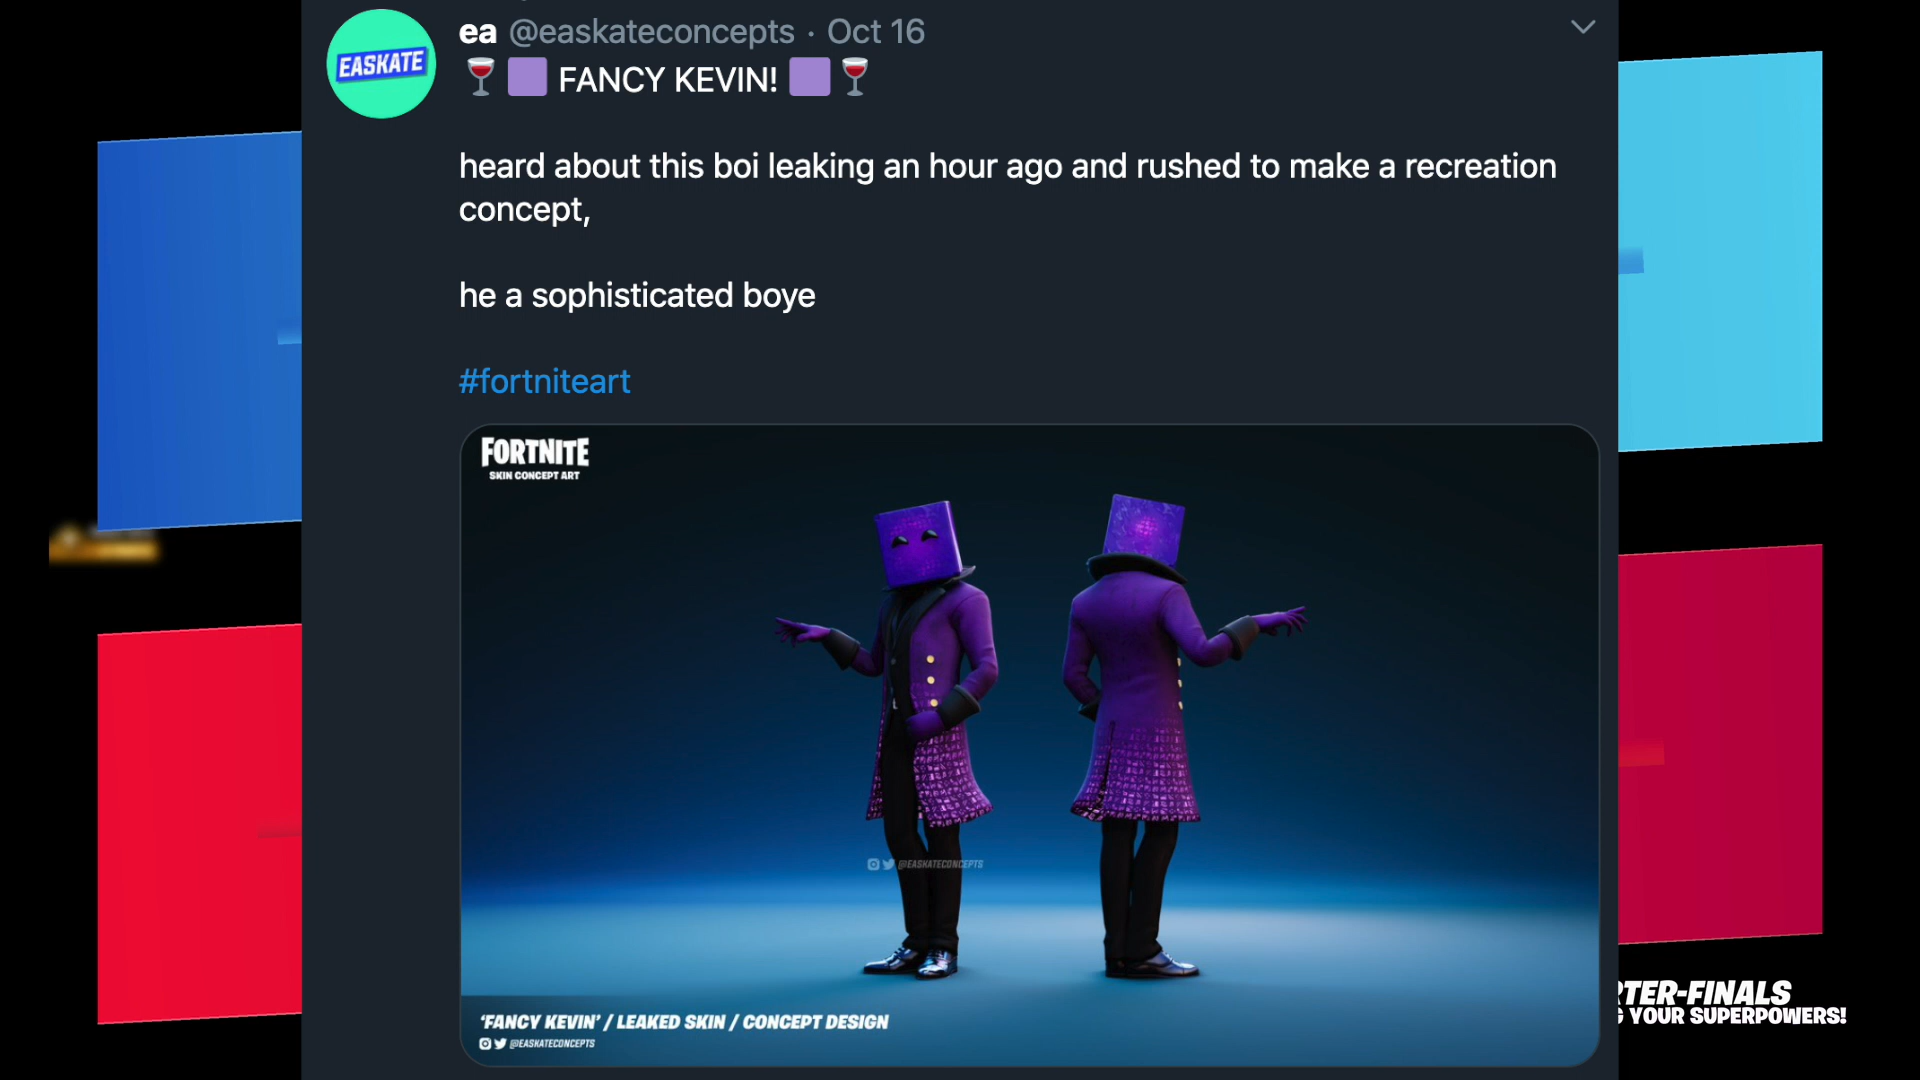 EASKATE
ea @easkateconcepts · Oct 16
🍷🟪 FANCY KEVIN! 🟪🍷
heard about this boi leaking an hour ago and rushed to make a recreation
concept,
he a sophisticated boye
#fortniteart
FORTNITE
SKIN CONCEPT ART
@EASKATECONCEPTS
'FANCY KEVIN' / LEAKED SKIN / CONCEPT DESIGN
@EASKATECONCEPTS
RTER-FINALS
G YOUR SUPERPOWERS!